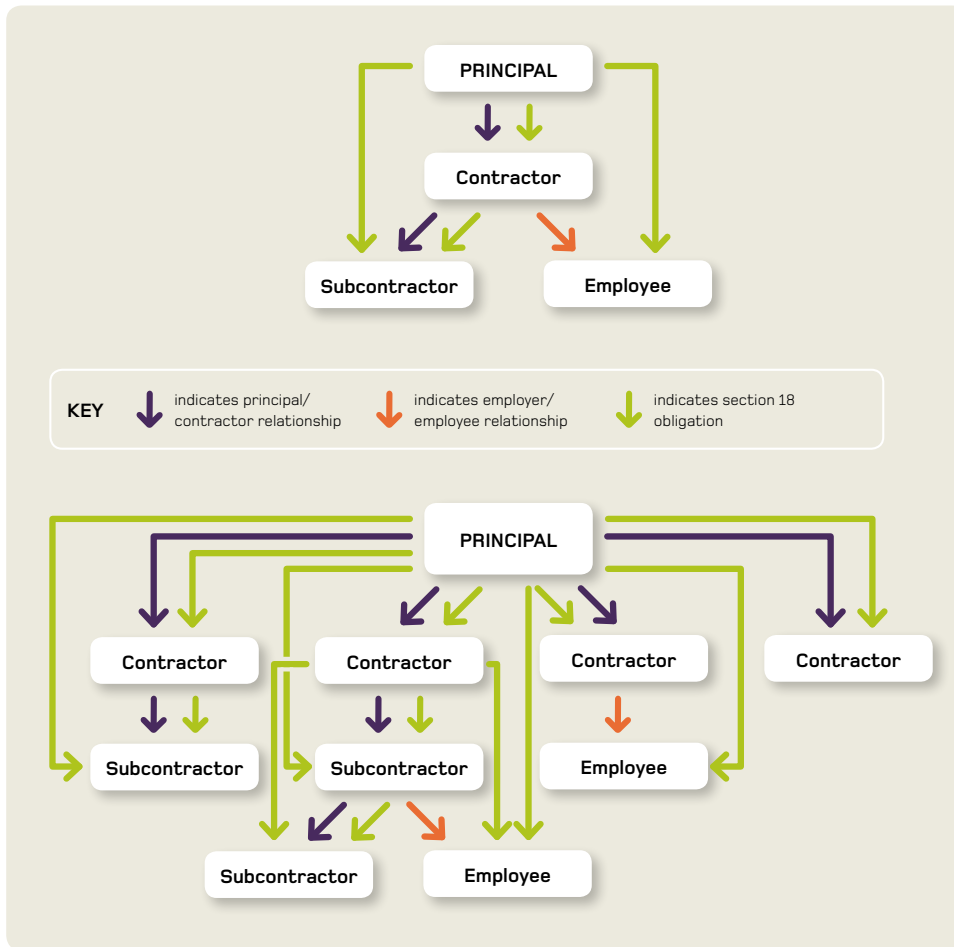 PRINCIPAL
Contractor
Subcontractor
Employee
KEY
indicates principal/
contractor relationship
indicates employer/
employee relationship
indicates section 18
obligation
PRINCIPAL
Contractor
Contractor
Contractor
Contractor
Subcontractor
Subcontractor
Employee
Subcontractor
Employee